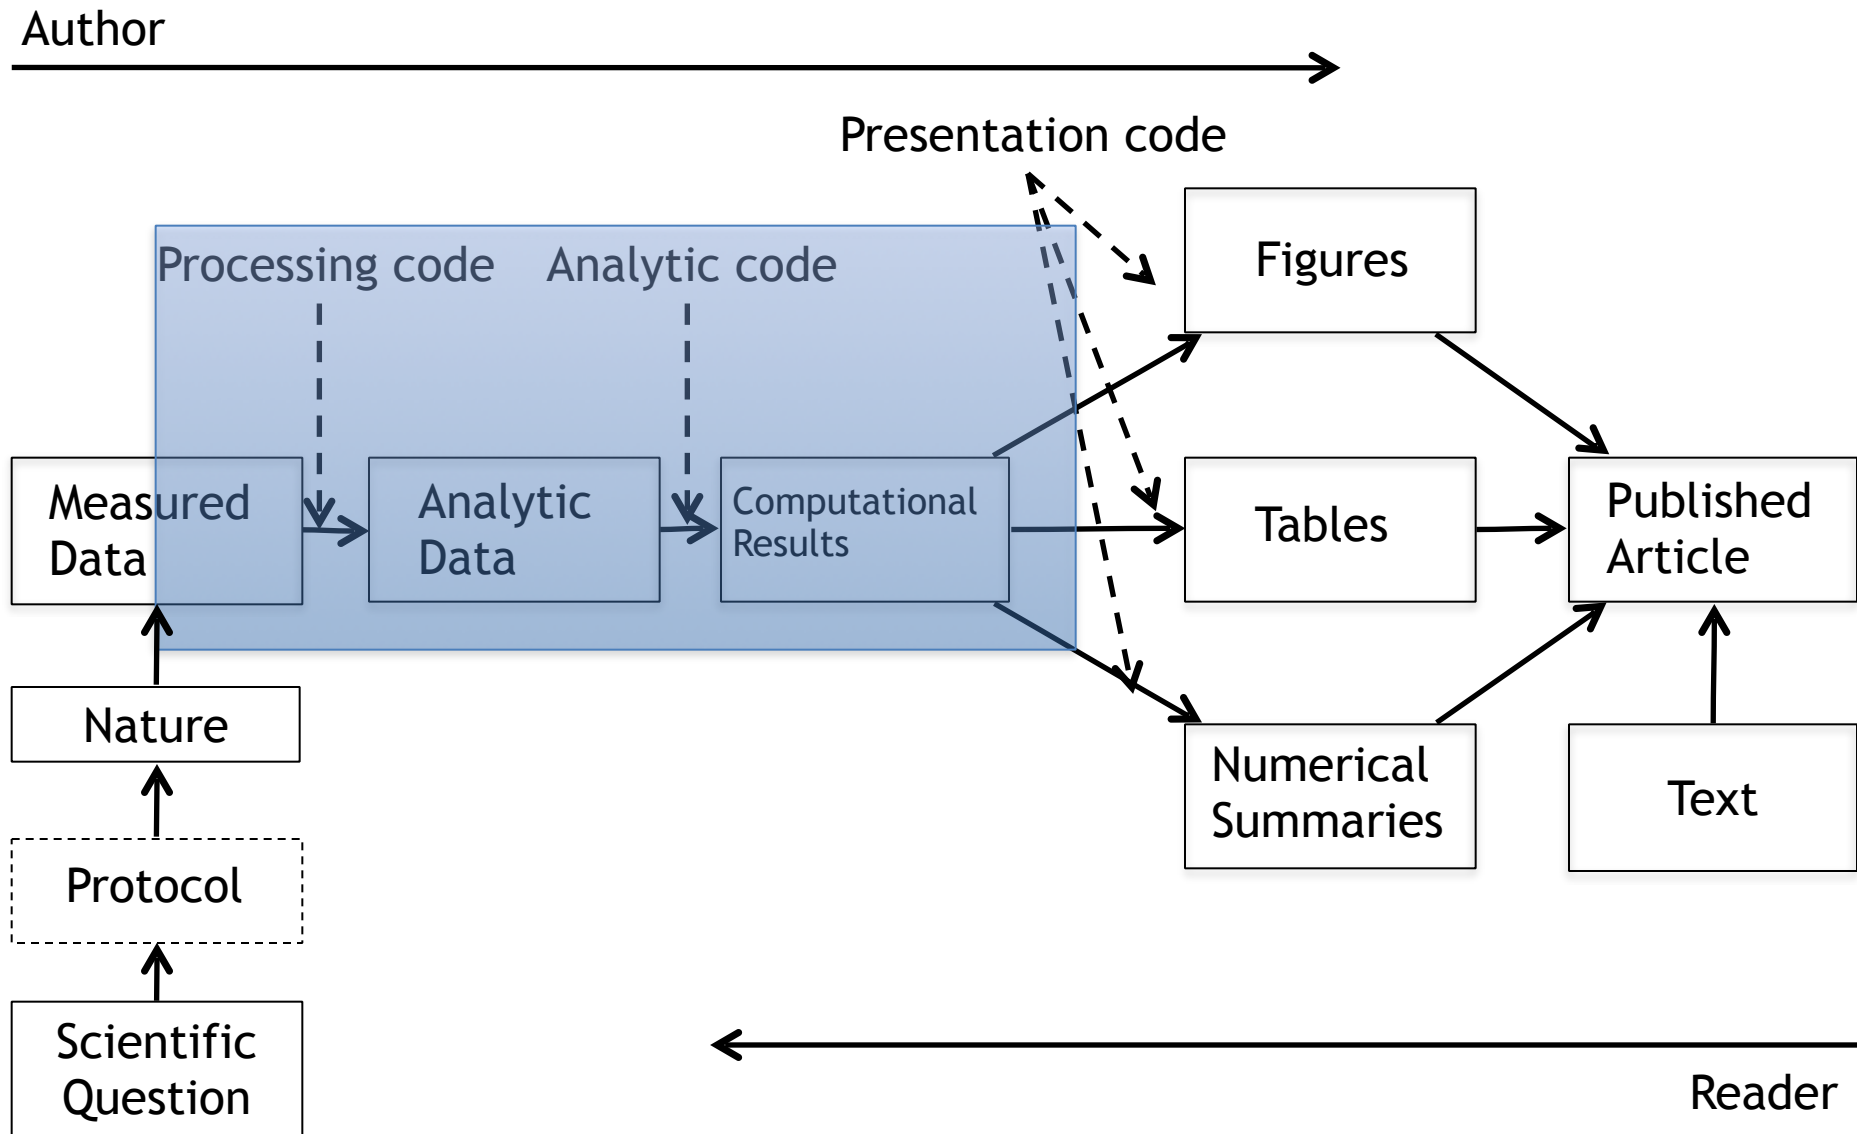 Author
Presentation code
Figures
Processing code
Analytic code
Measured
Data
Analytic
Data
Computational
Results
Tables
Published
Article
Nature
Numerical
Summaries
Text
Protocol
Scientific
Question
Reader